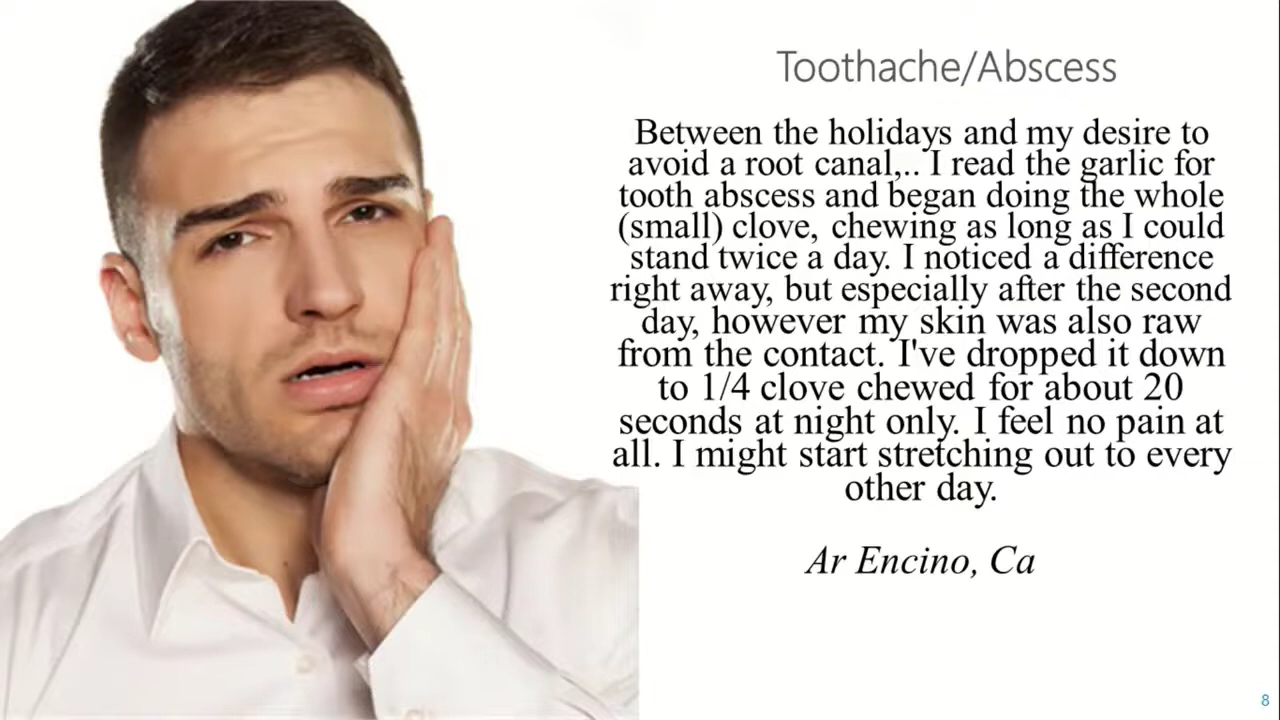 Toothache/Abscess
Between the holidays and my desire to
avoid a root canal,.. I read the garlic for
tooth abscess and began doing the whole
(small) clove, chewing as long as I could
stand twice a day. I noticed a difference
right away, but especially after the second
day, however my skin was also raw
from the contact. I've dropped it down
to 1/4 clove chewed for about 20
seconds at night only. I feel no pain at
all. I might start stretching out to every
other day.
Ar Encino, Ca
8